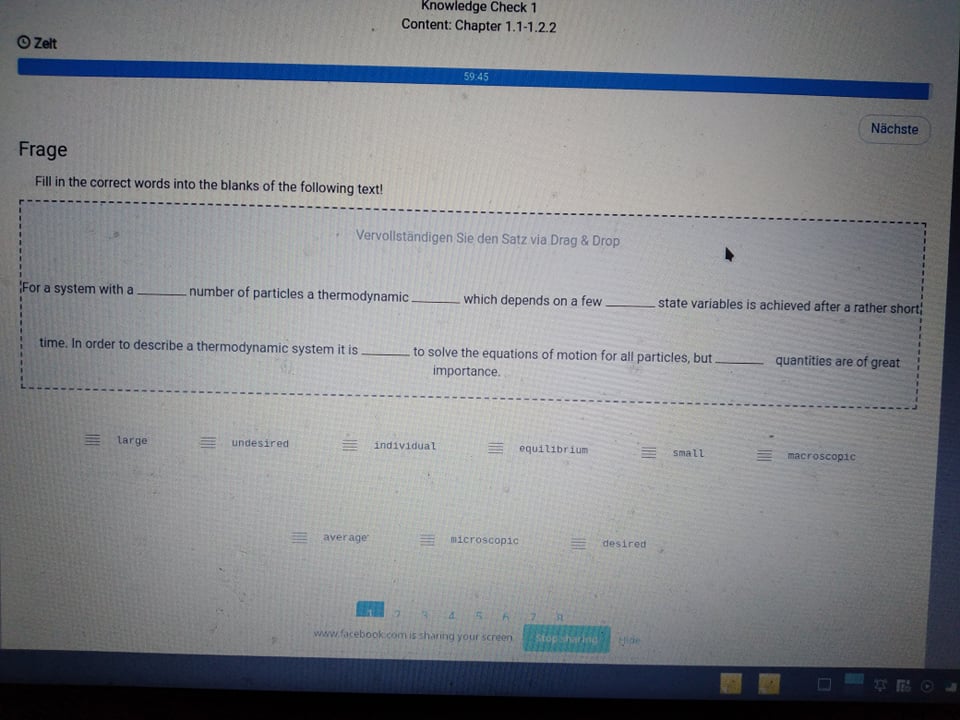 Knowledge Check 1
Content: Chapter 1.1-1.2.2
Zeit
59:45
Nächste
Frage
Fill in the correct words into the blanks of the following text!
Vervollständigen Sie den Satz via Drag & Drop
For a system with a ______ number of particles a thermodynamic ______ which depends on a few ______ state variables is achieved after a rather short
time. In order to describe a thermodynamic system it is ______ to solve the equations of motion for all particles, but ______ quantities are of great
importance.
large undesired individual equilibrium small macroscopic
average microscopic desired
1 2 3 4 5 6 7 8
www.facebook.com is sharing your screen Stop sharing Hide